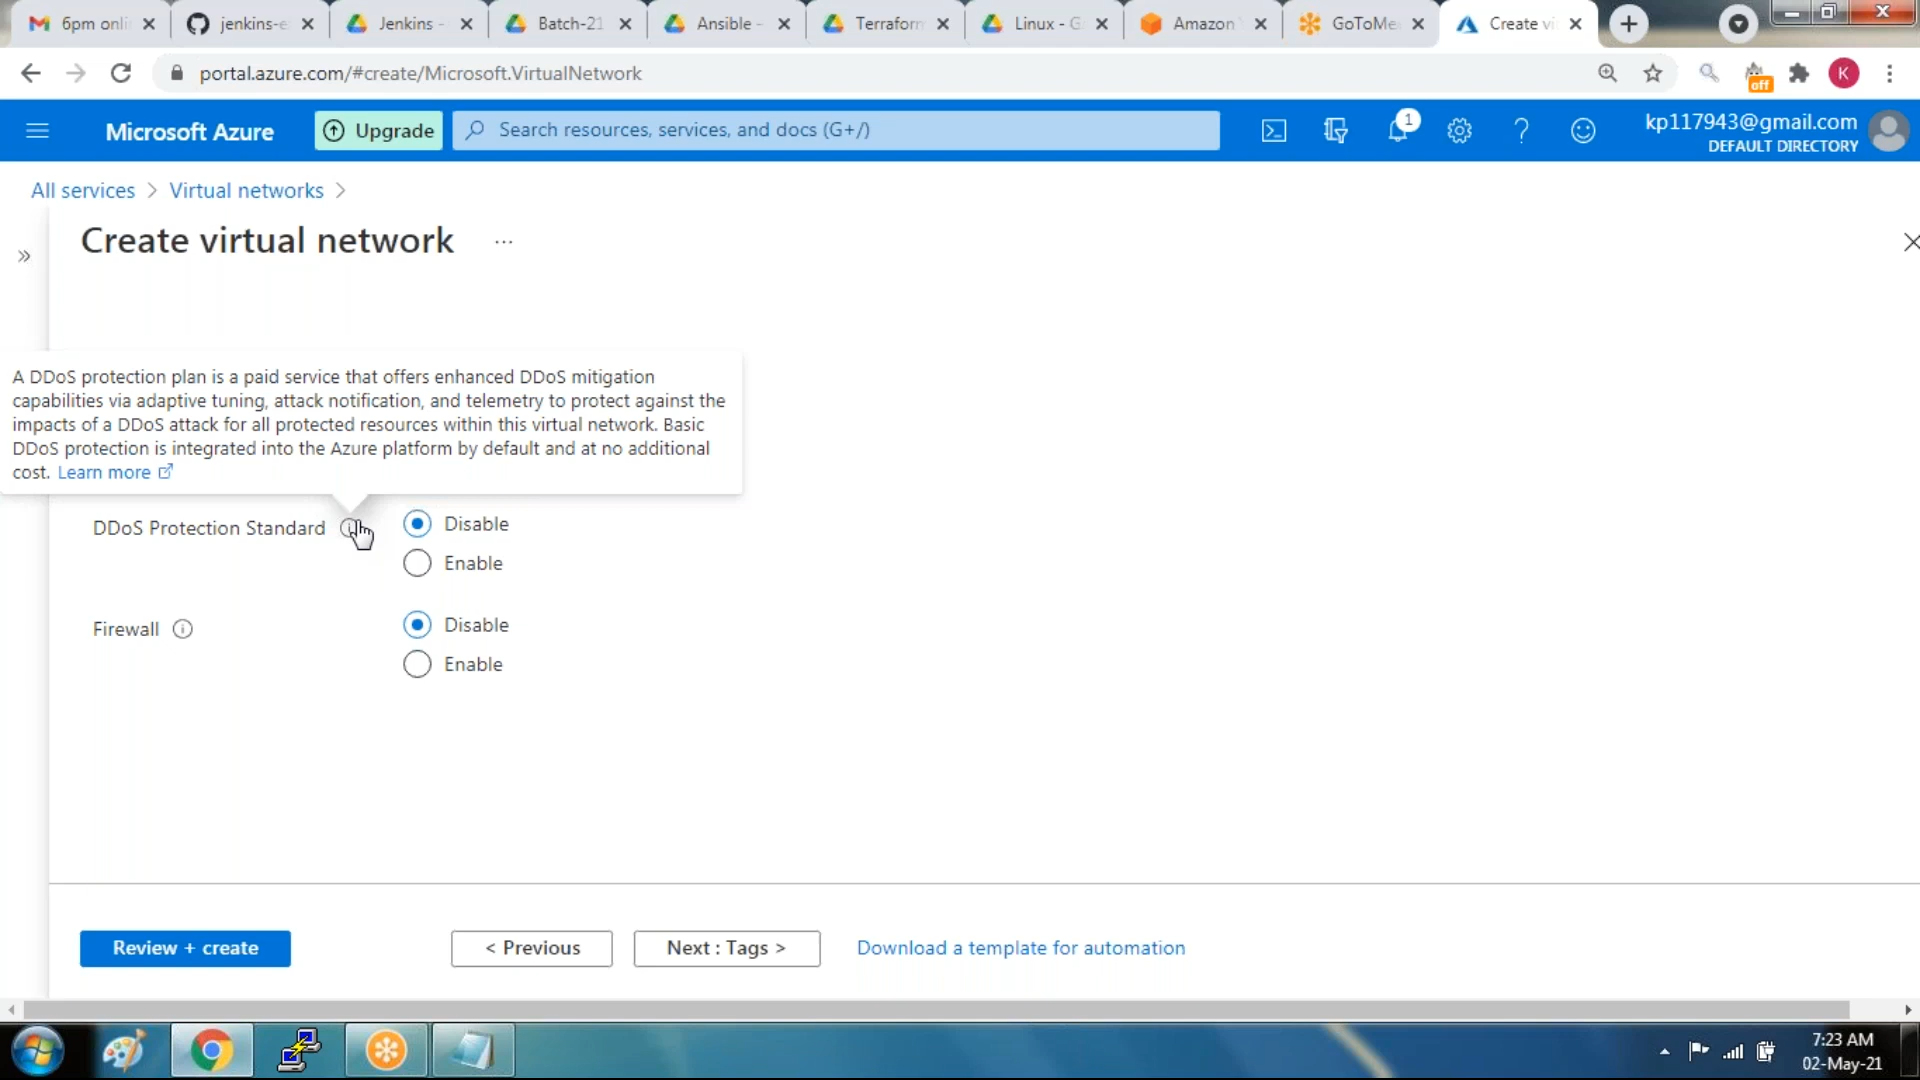 6pm onli
jenkins-e
Jenkins -
Batch-21
Ansible -
Terraform
Linux - G
Amazon
GoToMe
Create vi
portal.azure.com/#create/Microsoft.VirtualNetwork
off
K
Microsoft Azure
Upgrade
Search resources, services, and docs (G+/)
1
kp117943@gmail.com
DEFAULT DIRECTORY
All services > Virtual networks >
Create virtual network ...
A DDoS protection plan is a paid service that offers enhanced DDoS mitigation
capabilities via adaptive tuning, attack notification, and telemetry to protect against the
impacts of a DDoS attack for all protected resources within this virtual network. Basic
DDoS protection is integrated into the Azure platform by default and at no additional
cost. Learn more
DDoS Protection Standard
Disable
Enable
Firewall
Disable
Enable
Review + create
< Previous
Next : Tags >
Download a template for automation
7:23 AM
02-May-21